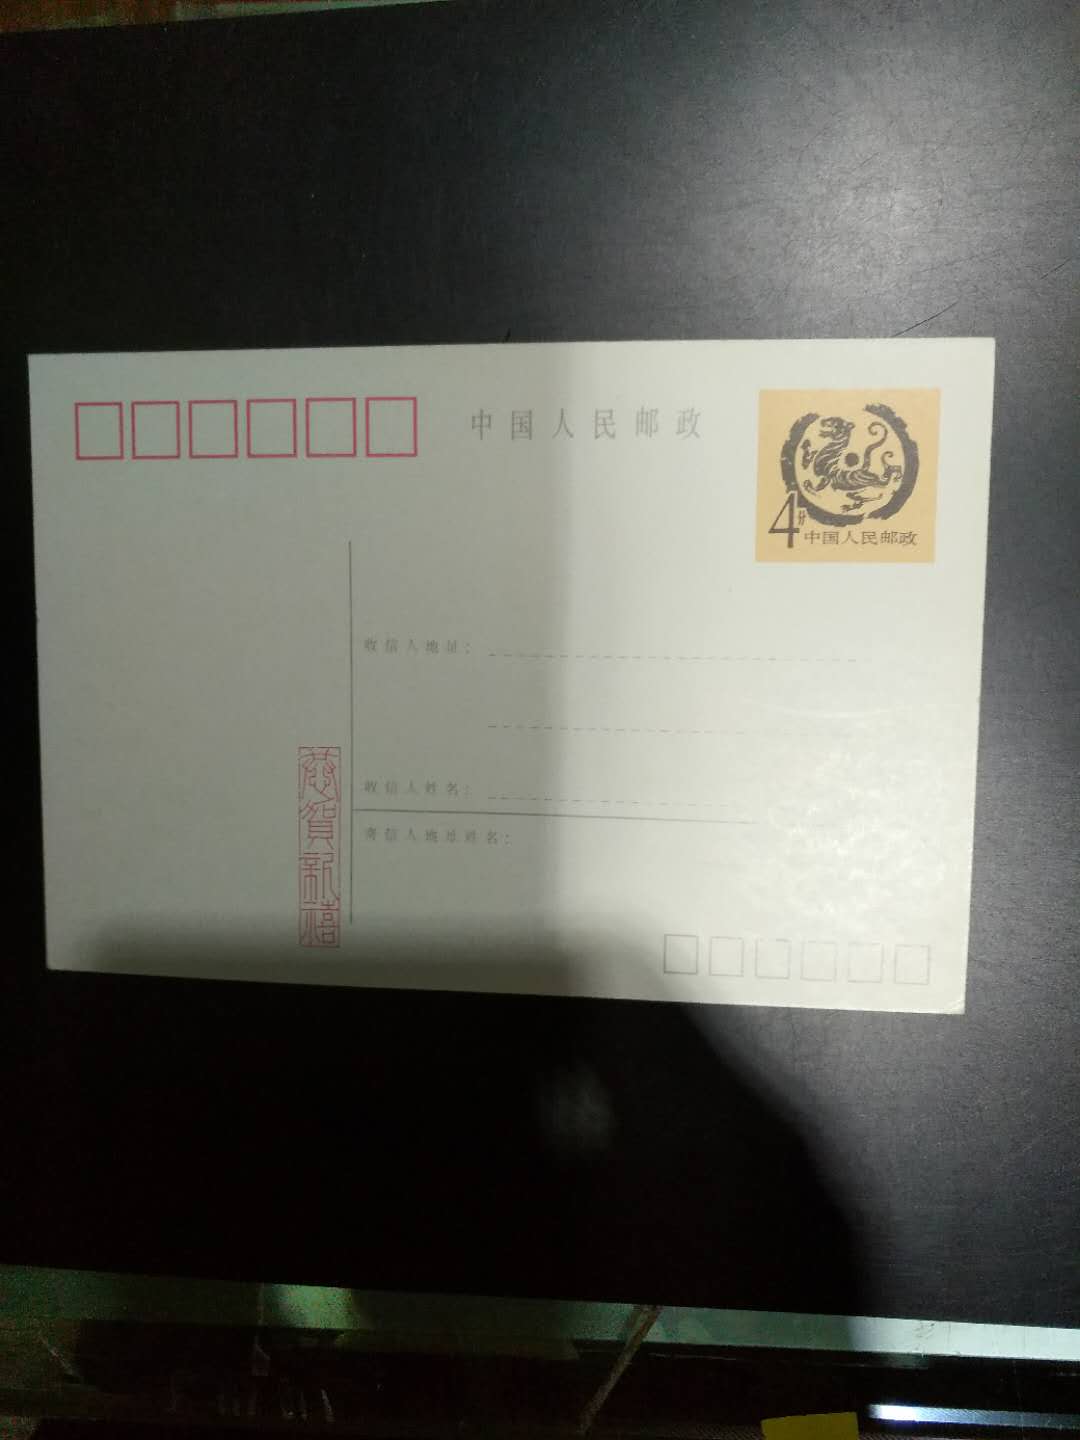 中国人民邮政
4分
中国人民邮政
收信人地址：
收信人姓名：
寄信人地址姓名：
恭賀新禧